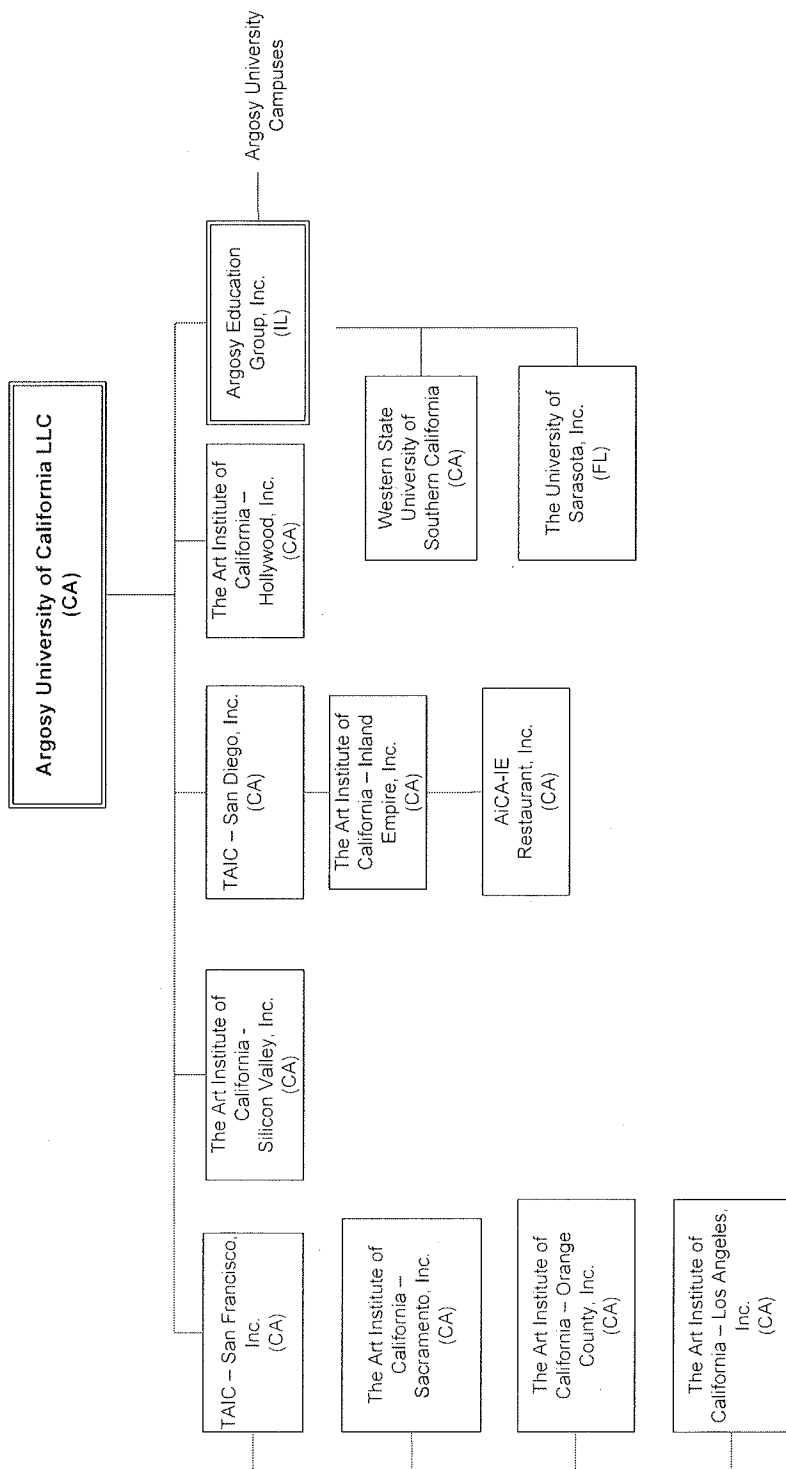 Argosy University of California LLC
(CA)
TAIC – San Francisco,
Inc.
(CA)
The Art Institute of
California -
Silicon Valley, Inc.
(CA)
TAIC – San Diego, Inc.
(CA)
The Art Institute of
California –
Hollywood, Inc.
(CA)
Argosy Education
Group, Inc.
(IL)
Argosy University
Campuses
The Art Institute of
California –
Sacramento, Inc.
(CA)
The Art Institute of
California – Orange
County, Inc.
(CA)
The Art Institute of
California – Los Angeles,
Inc.
(CA)
The Art Institute of
California – Inland
Empire, Inc.
(CA)
AiCA-IE
Restaurant, Inc.
(CA)
Western State
University of
Southern California
(CA)
The University of
Sarasota, Inc.
(FL)